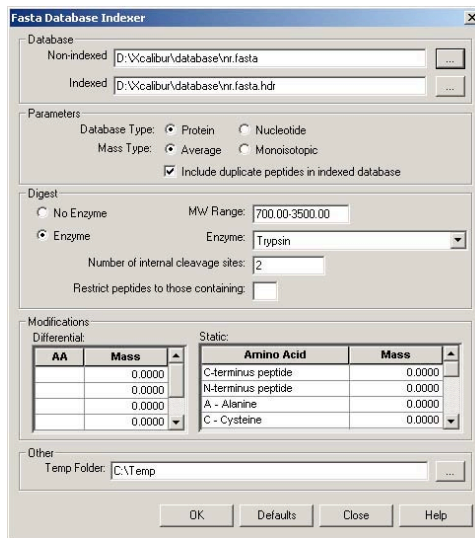 Fasta Database Indexer
Database
Non-indexed D:\Xcalibur\database\nr.fasta ...
Indexed D:\Xcalibur\database\nr.fasta.hdr ...
Parameters
Database Type: Protein Nucleotide
Mass Type: Average Monoisotopic
Include duplicate peptides in indexed database
Digest
No Enzyme MW Range: 700.00-3500.00
Enzyme Enzyme: Trypsin
Number of internal cleavage sites: 2
Restrict peptides to those containing:
Modifications
Differential: Static:
AA Mass Amino Acid Mass
0.0000 C-terminus peptide 0.0000
0.0000 N-terminus peptide 0.0000
0.0000 A - Alanine 0.0000
0.0000 C - Cysteine 0.0000
Other
Temp Folder: C:\Temp ...
OK Defaults Close Help